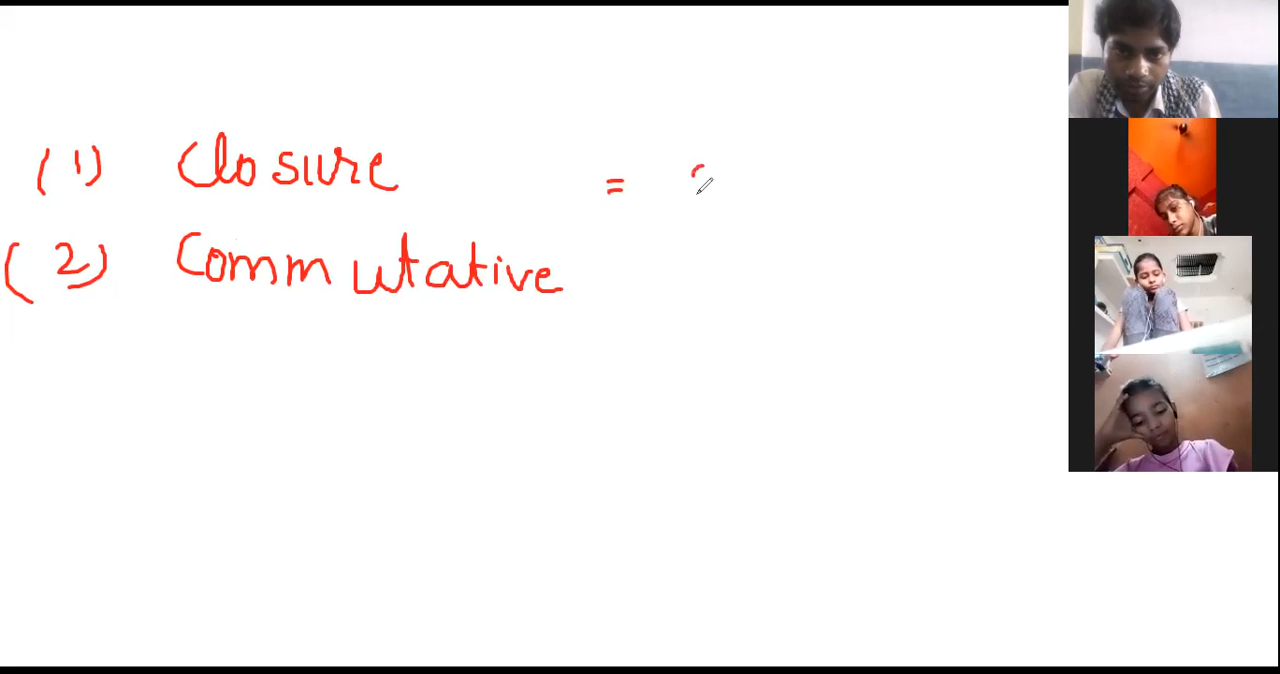 (1) Closure =
(2) Commutative